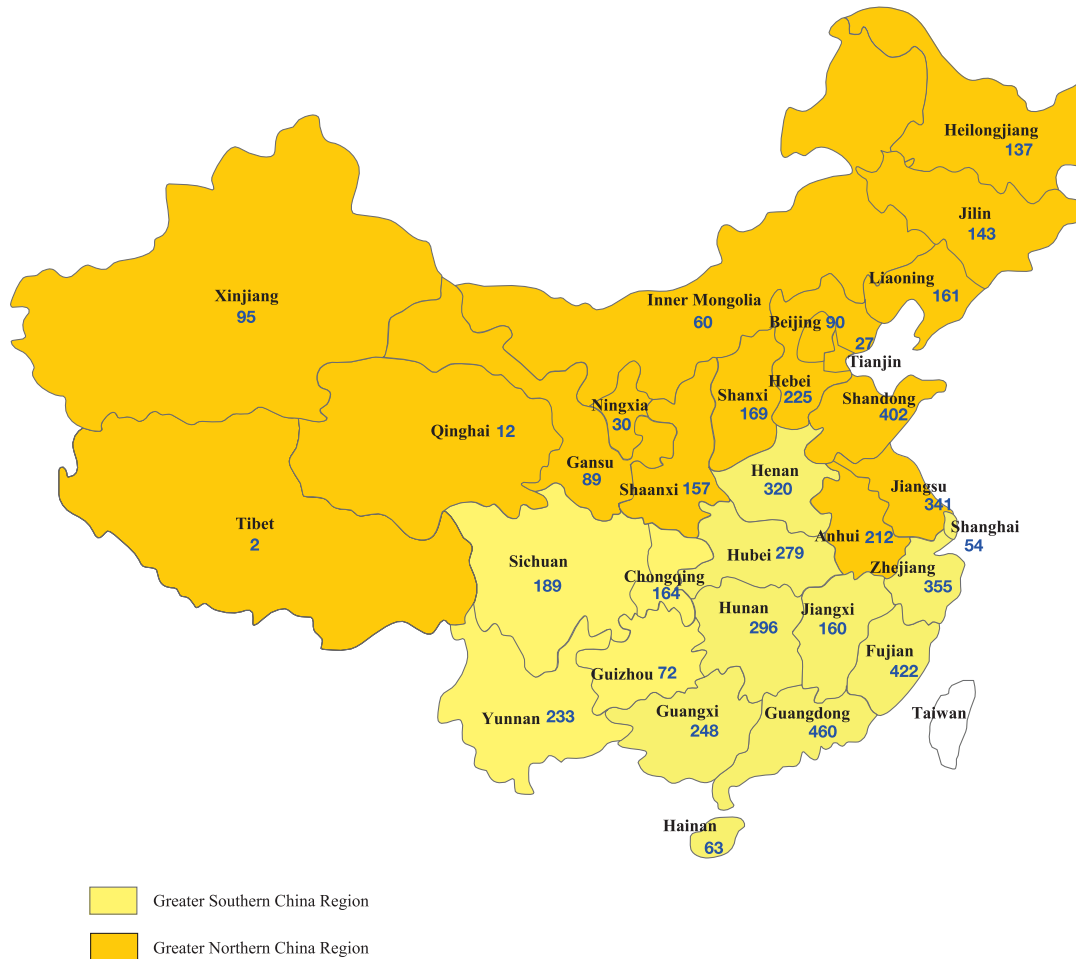 Heilongjiang
137
Jilin
143
Liaoning
161
Xinjiang
95
Inner Mongolia
60
Beijing 90
27
Tianjin
Hebei
225
Shanxi
169
Shandong
402
Ningxia
30
Qinghai 12
Gansu
89
Shaanxi 157
Henan
320
Jiangsu
341
Tibet
2
Shanghai
54
Anhui 212
Hubei 279
Sichuan
189
Chongqing
164
Zhejiang
355
Hunan
296
Jiangxi
160
Fujian
422
Guizhou 72
Yunnan 233
Guangxi
248
Guangdong
460
Taiwan
Hainan
63
Greater Southern China Region
Greater Northern China Region